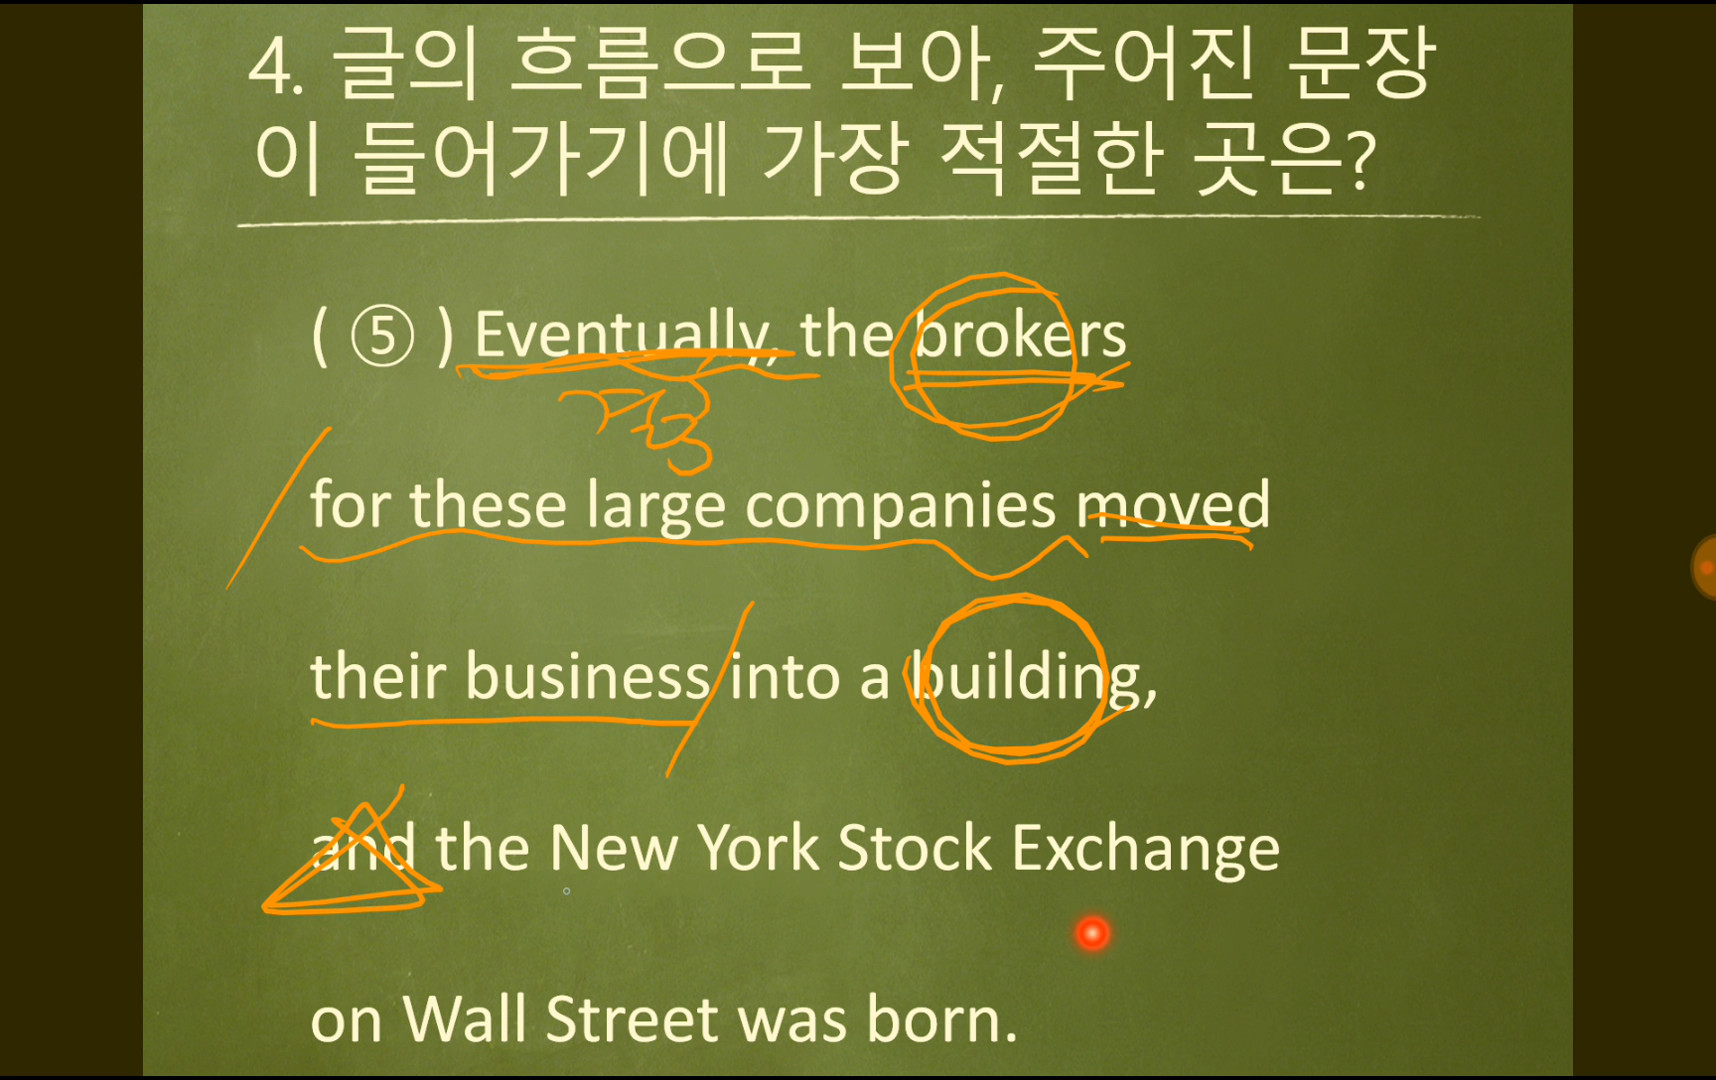 4. 글의 흐름으로 보아, 주어진 문장
이 들어가기에 가장 적절한 곳은?
( ⑤ ) Eventually, the brokers
for these large companies moved
their business into a building,
and the New York Stock Exchange
on Wall Street was born.